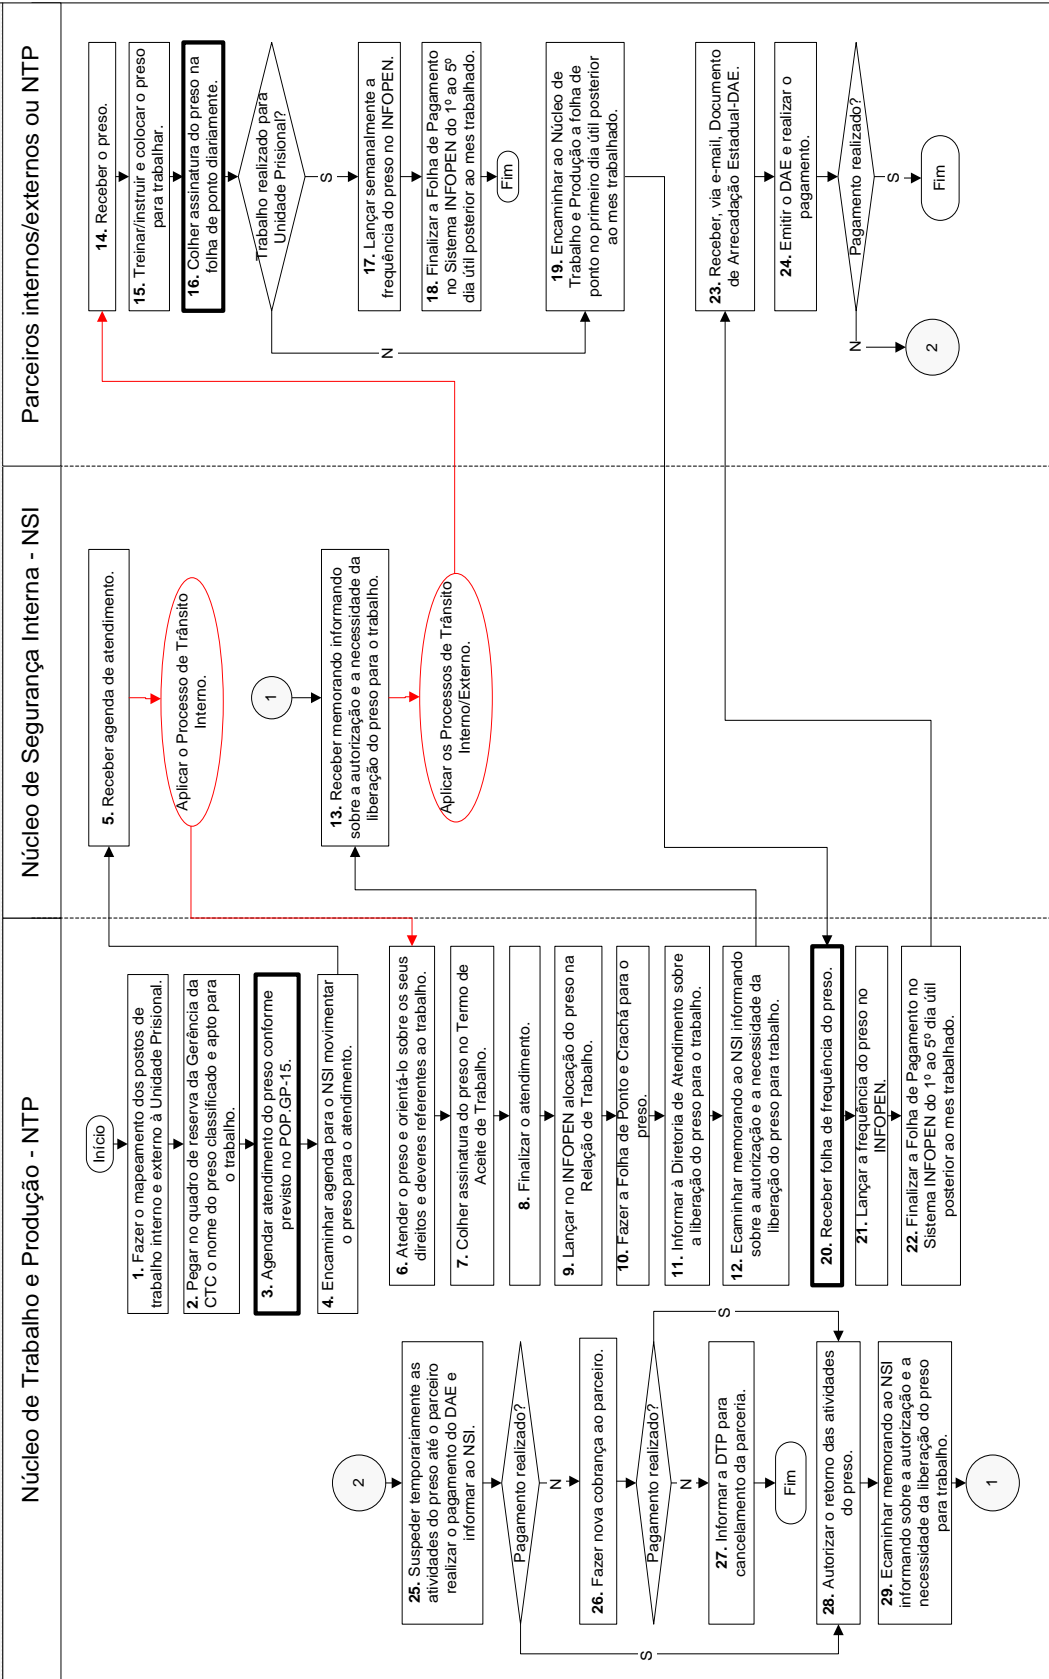 Núcleo de Trabalho e Produção - NTP
Núcleo de Segurança Interna - NSI
Parceiros internos/externos ou NTP
Início
1. Fazer o mapeamento dos postos de
trabalho interno e externo à Unidade Prisional.
2. Pegar no quadro de reserva da Gerência da
CTC o nome do preso classificado e apto para
o trabalho.
3. Agendar atendimento do preso conforme
previsto no POP.GP-15.
4. Encaminhar agenda para o NSI movimentar
o preso para o atendimento.
5. Receber agenda de atendimento.
Aplicar o Processo de Trânsito
Interno.
6. Atender o preso e orientá-lo sobre os seus
direitos e deveres referentes ao trabalho.
7. Colher assinatura do preso no Termo de
Aceite de Trabalho.
8. Finalizar o atendimento.
9. Lançar no INFOPEN alocação do preso na
Relação de Trabalho.
10. Fazer a Folha de Ponto e Crachá para o
preso.
11. Informar à Diretoria de Atendimento sobre
a liberação do preso para o trabalho.
12. Ecaminhar memorando ao NSI informando
sobre a autorização e a necessidade da
liberação do preso para trabalho.
1
13. Receber memorando informando
sobre a autorização e a necessidade da
liberação do preso para o trabalho.
Aplicar os Processos de Trânsito
Interno/Externo.
14. Receber o preso.
15. Treinar/instruir e colocar o preso
para trabalhar.
16. Colher assinatura do preso na
folha de ponto diariamente.
Trabalho realizado para
Unidade Prisional?
S
N
17. Lançar semanalmente a
frequência do preso no INFOPEN.
18. Finalizar a Folha de Pagamento
no Sistema INFOPEN do 1º ao 5º
dia útil posterior ao mes trabalhado.
Fim
19. Encaminhar ao Núcleo de
Trabalho e Produção a folha de
ponto no primeiro dia útil posterior
ao mes trabalhado.
20. Receber folha de frequência do preso.
21. Lançar a frequência do preso no
INFOPEN.
22. Finalizar a Folha de Pagamento no
Sistema INFOPEN do 1º ao 5º dia útil
posterior ao mes trabalhado.
23. Receber, via e-mail, Documento
de Arrecadação Estadual-DAE.
24. Emitir o DAE e realizar o
pagamento.
Pagamento realizado?
S
Fim
N
2
2
25. Suspeder temporariamente as
atividades do preso até o parceiro
realizar o pagamento do DAE e
informar ao NSI.
Pagamento realizado?
N
S
26. Fazer nova cobrança ao parceiro.
Pagamento realizado?
N
S
27. Informar a DTP para
cancelamento da parceria.
Fim
28. Autorizar o retorno das atividades
do preso.
29. Ecaminhar memorando ao NSI
informando sobre a autorização e a
necessidade da liberação do preso
para trabalho.
1